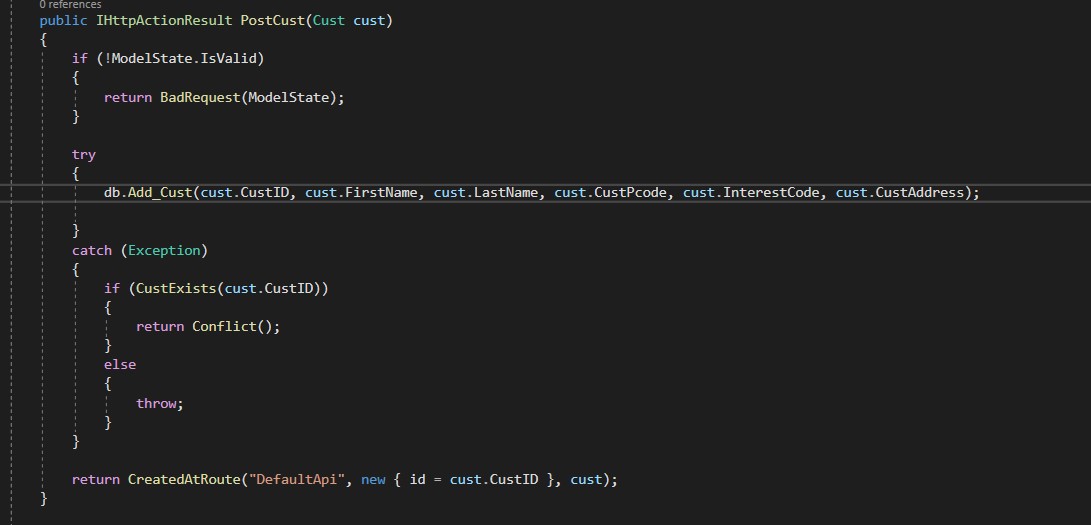 0 references
public IHttpActionResult PostCust(Cust cust)
{
if (!ModelState.IsValid)
{
return BadRequest(ModelState);
}
try
{
db.Add_Cust(cust.CustID, cust.FirstName, cust.LastName, cust.CustPcode, cust.InterestCode, cust.CustAddress);
}
catch (Exception)
{
if (CustExists(cust.CustID))
{
return Conflict();
}
else
{
throw;
}
}
return CreatedAtRoute("DefaultApi", new { id = cust.CustID }, cust);
}